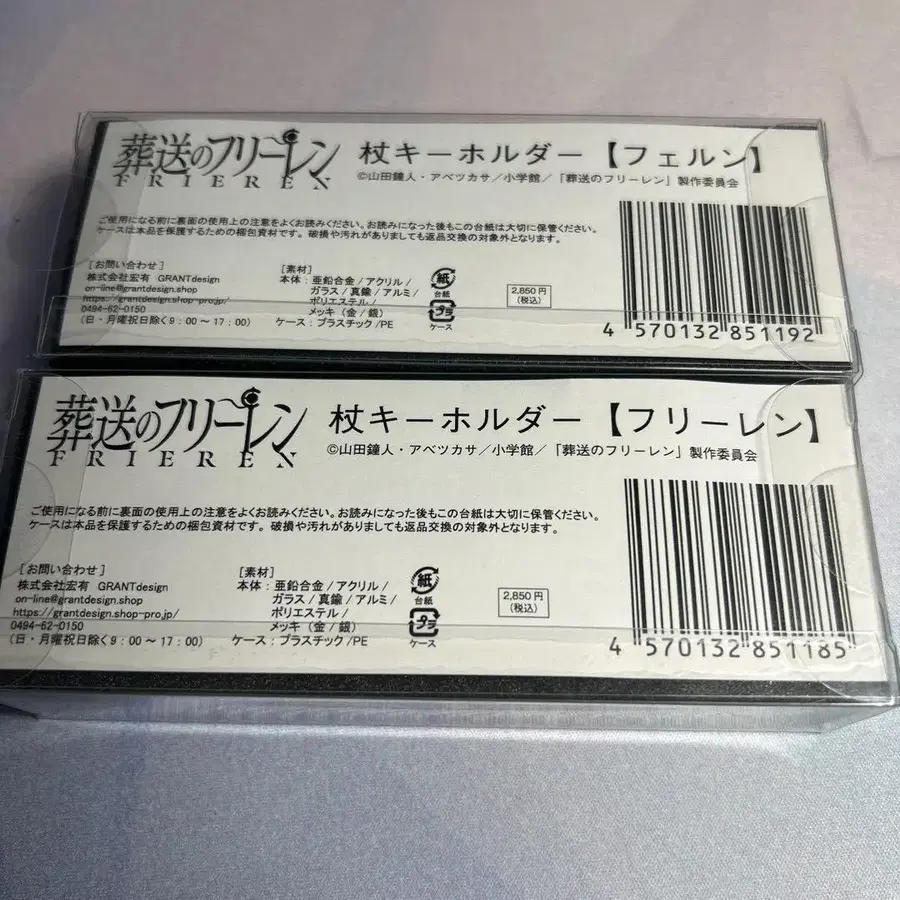 葬送のフリーレン
FRIEREN
杖キーホルダー【フェルン】
©山田鐘人・アベツカサ／小学館／「葬送のフリーレン」製作委員会
ご使用になる前に裏面の使用上の注意をよくお読みください。お読みになった後もこの台紙は大切に保管ください。
ケースは本品を保護するための梱包資材です。破損や汚れがありましても返品交換の対象外となります。
[お問い合わせ]
株式会社宏有 GRANTdesign
on-line@grantdesign.shop
https://grantdesign.shop-pro.jp/
0494-62-0150
(日・月曜祝日除く9：00～17：00)
[素材]
本体：亜鉛合金/アクリル/
ガラス/真鍮/アルミ/
ポリエステル/
メッキ(金/銀)
ケース：プラスチック/PE
紙
台紙
プラ
ケース
2,850円
(税込)
4 570132 851192
葬送のフリーレン
FRIEREN
杖キーホルダー【フリーレン】
©山田鐘人・アベツカサ／小学館／「葬送のフリーレン」製作委員会
ご使用になる前に裏面の使用上の注意をよくお読みください。お読みになった後もこの台紙は大切に保管ください。
ケースは本品を保護するための梱包資材です。破損や汚れがありましても返品交換の対象外となります。
[お問い合わせ]
株式会社宏有 GRANTdesign
on-line@grantdesign.shop
https://grantdesign.shop-pro.jp/
0494-62-0150
(日・月曜祝日除く9：00～17：00)
[素材]
本体：亜鉛合金/アクリル/
ガラス/真鍮/アルミ/
ポリエステル/
メッキ(金/銀)
ケース：プラスチック/PE
紙
台紙
プラ
ケース
2,850円
(税込)
4 570132 851185